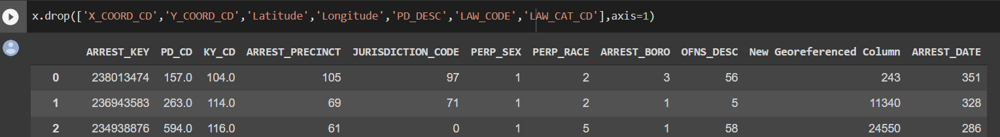 x.drop(['X_COORD_CD','Y_COORD_CD','Latitude','Longitude','PD_DESC','LAW_CODE','LAW_CAT_CD'],axis=1)
ARREST_KEY PD_CD KY_CD ARREST_PRECINCT JURISDICTION_CODE PERP_SEX PERP_RACE ARREST_BORO OFNS_DESC New Georeferenced Column ARREST_DATE
0 238013474 157.0 104.0 105 97 1 2 3 56 243 351
1 236943583 263.0 114.0 69 71 1 2 1 5 11340 328
2 234938876 594.0 116.0 61 0 1 5 1 58 24550 286